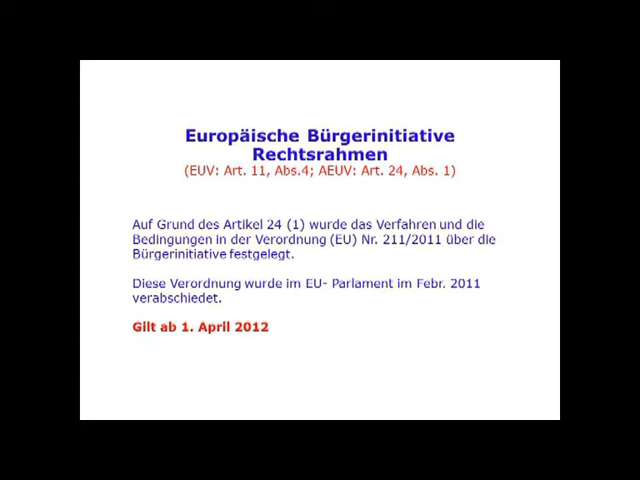 Europäische Bürgerinitiative
Rechtsrahmen
(EUV: Art. 11, Abs.4; AEUV: Art. 24, Abs. 1)
Auf Grund des Artikel 24 (1) wurde das Verfahren und die
Bedingungen in der Verordnung (EU) Nr. 211/2011 über die
Bürgerinitiative festgelegt.
Diese Verordnung wurde im EU- Parlament im Febr. 2011
verabschiedet.
Gilt ab 1. April 2012